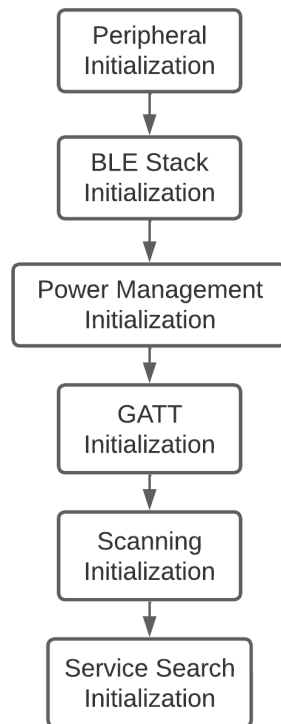 Peripheral
Initialization
BLE Stack
Initialization
Power Management
Initialization
GATT
Initialization
Scanning
Initialization
Service Search
Initialization